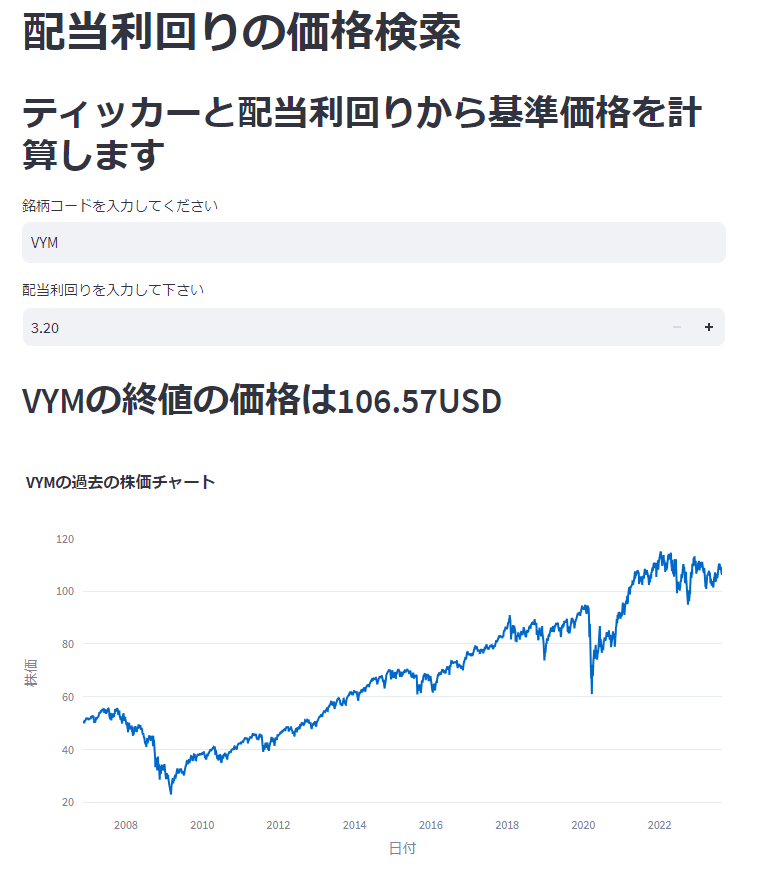 配当利回りの価格検索
ティッカーと配当利回りから基準価格を計
算します
銘柄コードを入力してください
VYM
配当利回りを入力して下さい
3.20
VYMの終値の価格は106.57USD
VYMの過去の株価チャート
120
100
80
60
40
20
株価
2008 2010 2012 2014 2016 2018 2020 2022
日付